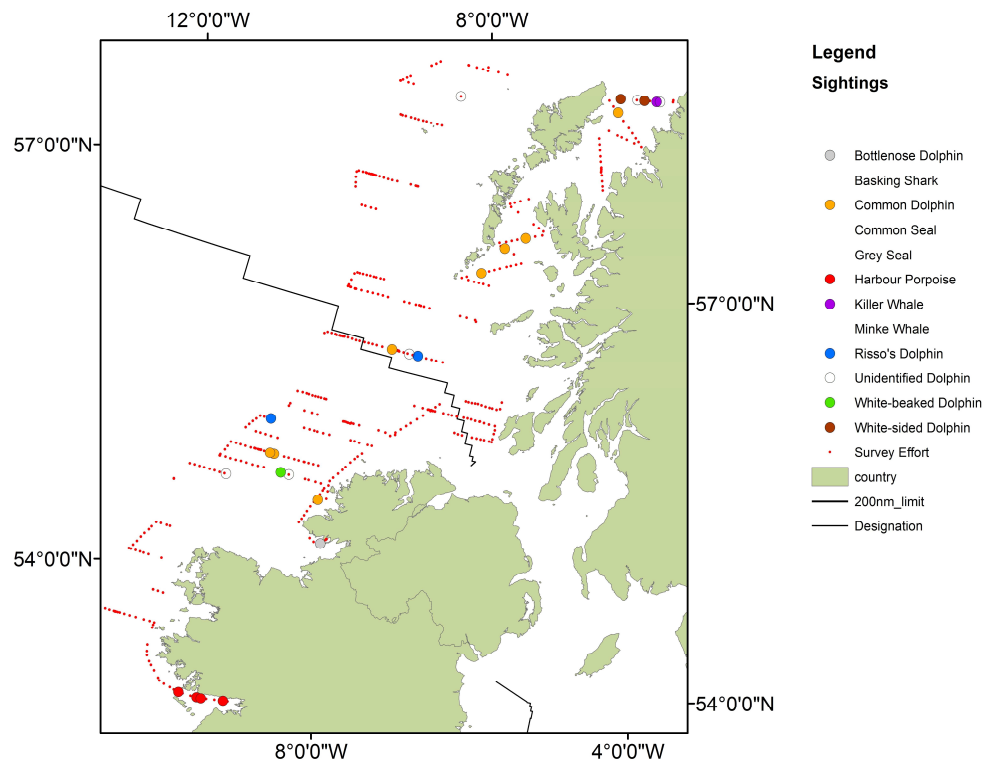 12°0'0"W
8°0'0"W
57°0'0"N
57°0'0"N
54°0'0"N
54°0'0"N
8°0'0"W
4°0'0"W
Legend
Sightings
Bottlenose Dolphin
Basking Shark
Common Dolphin
Common Seal
Grey Seal
Harbour Porpoise
Killer Whale
Minke Whale
Risso's Dolphin
Unidentified Dolphin
White-beaked Dolphin
White-sided Dolphin
Survey Effort
country
200nm_limit
Designation